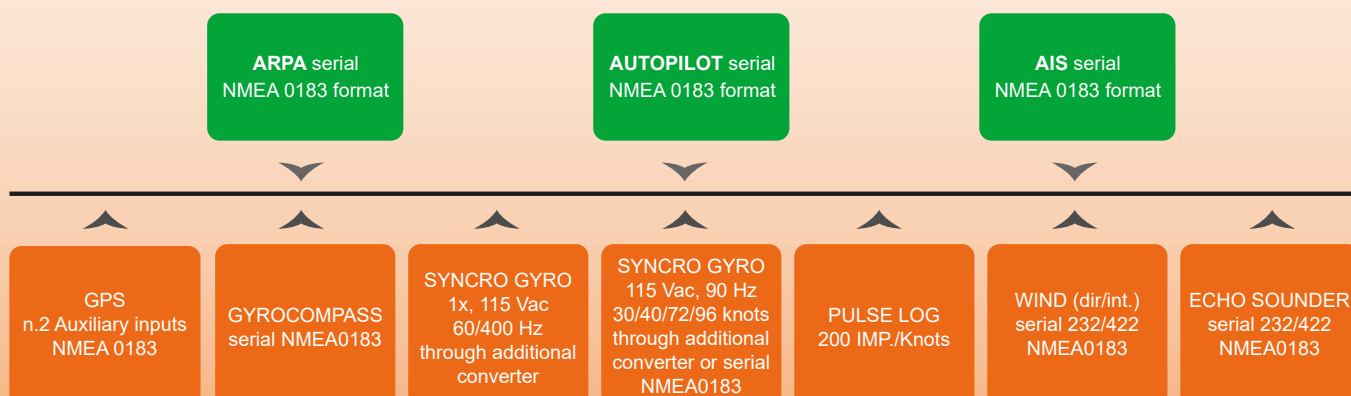 ARPA serial
NMEA 0183 format
AUTOPILOT serial
NMEA 0183 format
AIS serial
NMEA 0183 format
GPS
n.2 Auxiliary inputs
NMEA 0183
GYROCOMPASS
serial NMEA0183
SYNCRO GYRO
1x, 115 Vac
60/400 Hz
through additional
converter
SYNCRO GYRO
115 Vac, 90 Hz
30/40/72/96 knots
through additional
converter or serial
NMEA0183
PULSE LOG
200 IMP./Knots
WIND (dir/int.)
serial 232/422
NMEA0183
ECHO SOUNDER
serial 232/422
NMEA0183